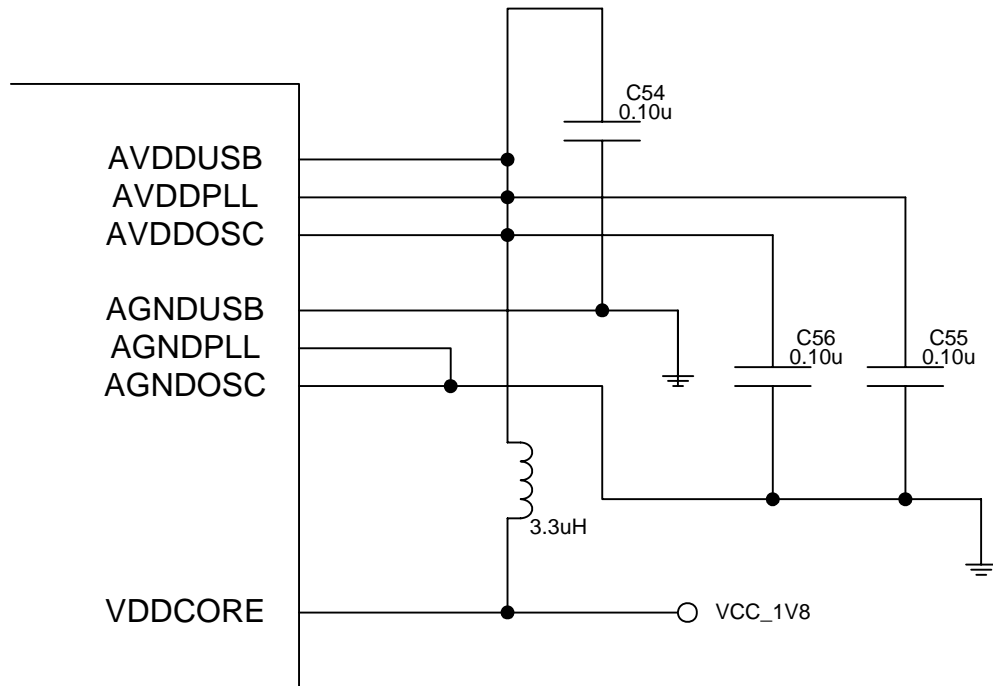 C54
0.10u
AVDDUSB
AVDDPLL
AVDDOSC
AGNDUSB
AGNDPLL
AGNDOSC
C56
0.10u
C55
0.10u
3.3uH
VDDCORE
VCC_1V8